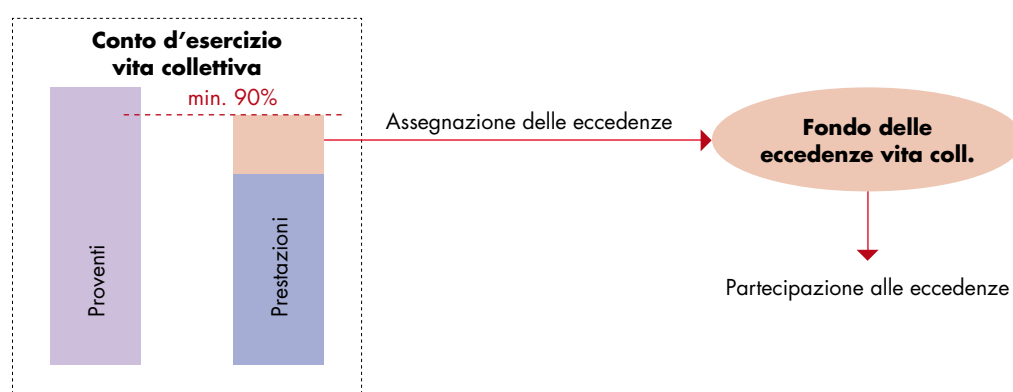 Conto d’esercizio
vita collettiva
min. 90%
Proventi
Prestazioni
Assegnazione delle eccedenze
Fondo delle
eccedenze vita coll.
Partecipazione alle eccedenze